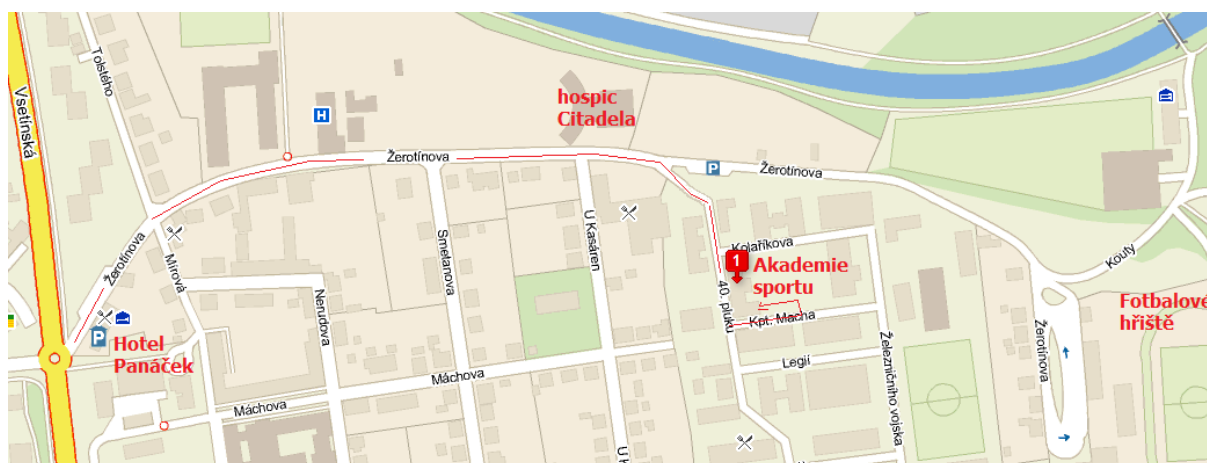 Tolstého
Vsetínská
H
hospic
Citadela
Žerotínova
P
Žerotínova
Žerotínova
Mírová
Smetanova
U Kasáren
Kolaříkova
1
Akademie
sportu
40. pluku
Kpt. Macha
Kouty
Fotbalové
hřiště
Nerudova
P
Hotel
Panáček
Legií
Železničního vojska
Žerotínova
Máchova
Máchova
U K